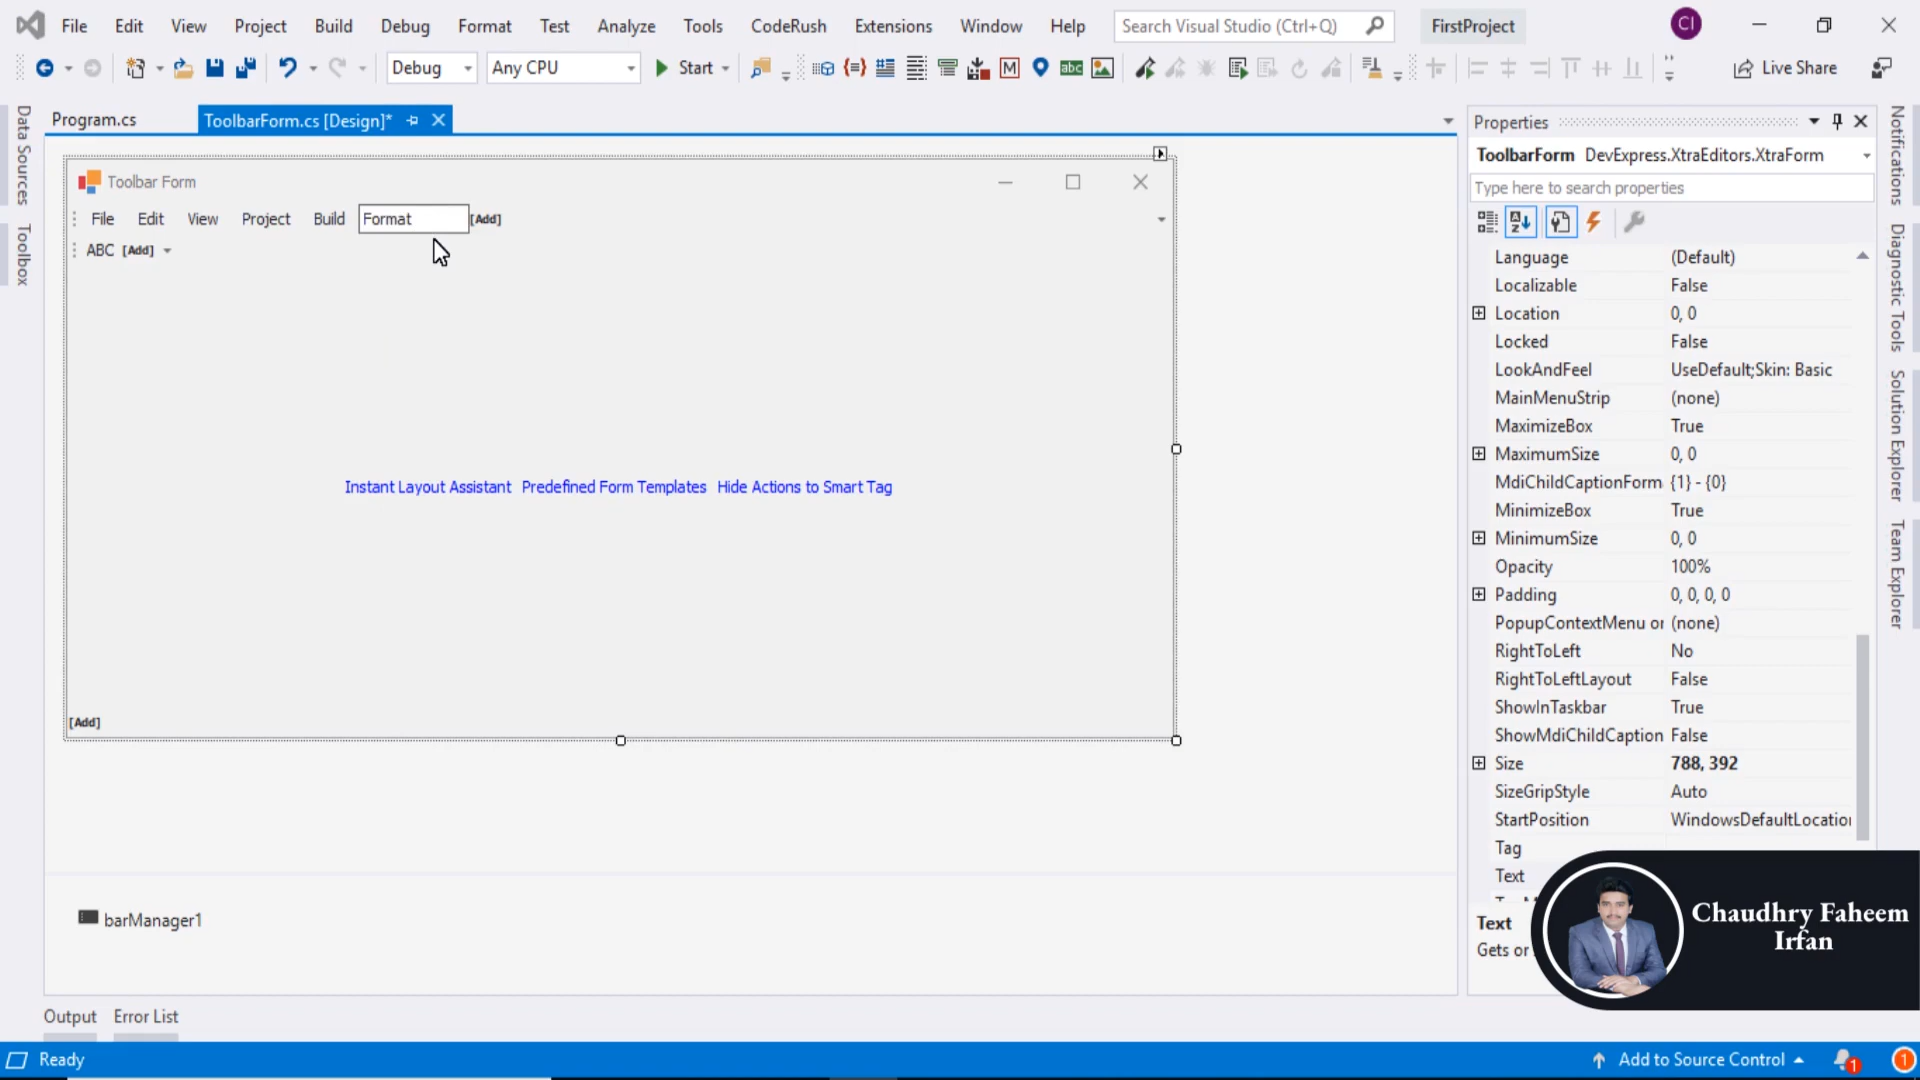 File Edit View Project Build Debug Format Test Analyze Tools CodeRush Extensions Window Help Search Visual Studio (Ctrl+Q) FirstProject CI
Debug Any CPU Start abc Live Share
Program.cs ToolbarForm.cs [Design]*
Data Sources
Toolbox
Toolbar Form
File Edit View Project Build Format [Add]
ABC [Add]
Instant Layout Assistant Predefined Form Templates Hide Actions to Smart Tag
[Add]
barManager1
Output Error List
Ready
Properties
ToolbarForm DevExpress.XtraEditors.XtraForm
Type here to search properties
Language (Default)
Localizable False
Location 0, 0
Locked False
LookAndFeel UseDefault;Skin: Basic
MainMenuStrip (none)
MaximizeBox True
MaximumSize 0, 0
MdiChildCaptionForm {1} - {0}
MinimizeBox True
MinimumSize 0, 0
Opacity 100%
Padding 0, 0, 0, 0
PopupContextMenu or (none)
RightToLeft No
RightToLeftLayout False
ShowInTaskbar True
ShowMdiChildCaption False
Size 788, 392
SizeGripStyle Auto
StartPosition WindowsDefaultLocation
Tag
Text
Text
Gets or
Notifications
Diagnostic Tools
Solution Explorer
Team Explorer
Chaudhry Faheem
Irfan
Add to Source Control 1 1